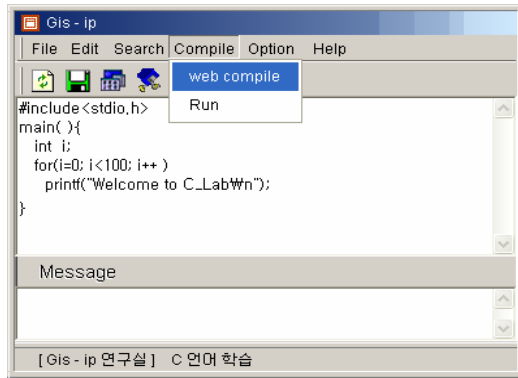 Gis - ip
File Edit Search Compile Option Help
web compile
Run
#include<stdio.h>
main( ){
int i;
for(i=0; i<100; i++ )
printf("Welcome to C_Lab₩n");
}
Message
[ Gis - ip 연구실 ] C 언어 학습